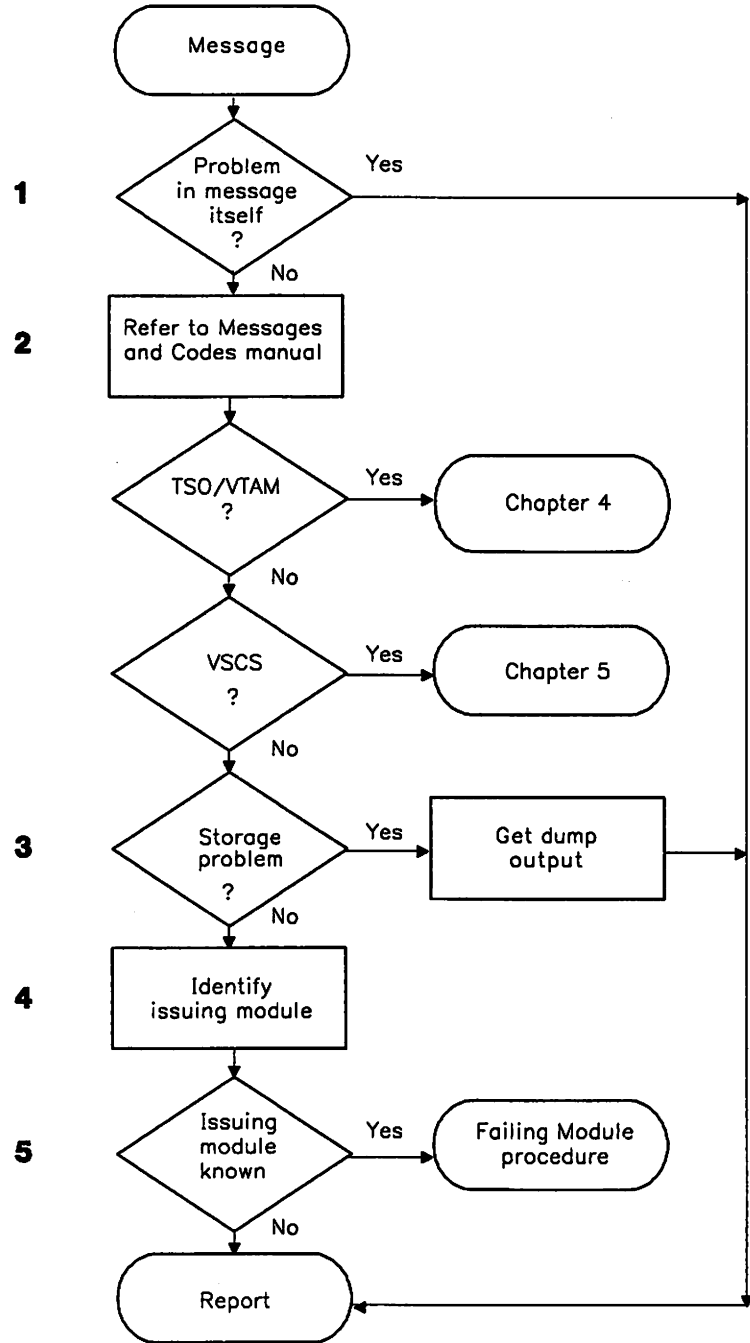 Message
Problem
in message
itself
?
Yes
1
No
2
Refer to Messages
and Codes manual
TSO/VTAM
?
Yes
Chapter 4
No
VSCS
?
Yes
Chapter 5
No
3
Storage
problem
?
Yes
Get dump
output
No
4
Identify
issuing module
5
Issuing
module
known
Yes
Failing Module
procedure
No
Report